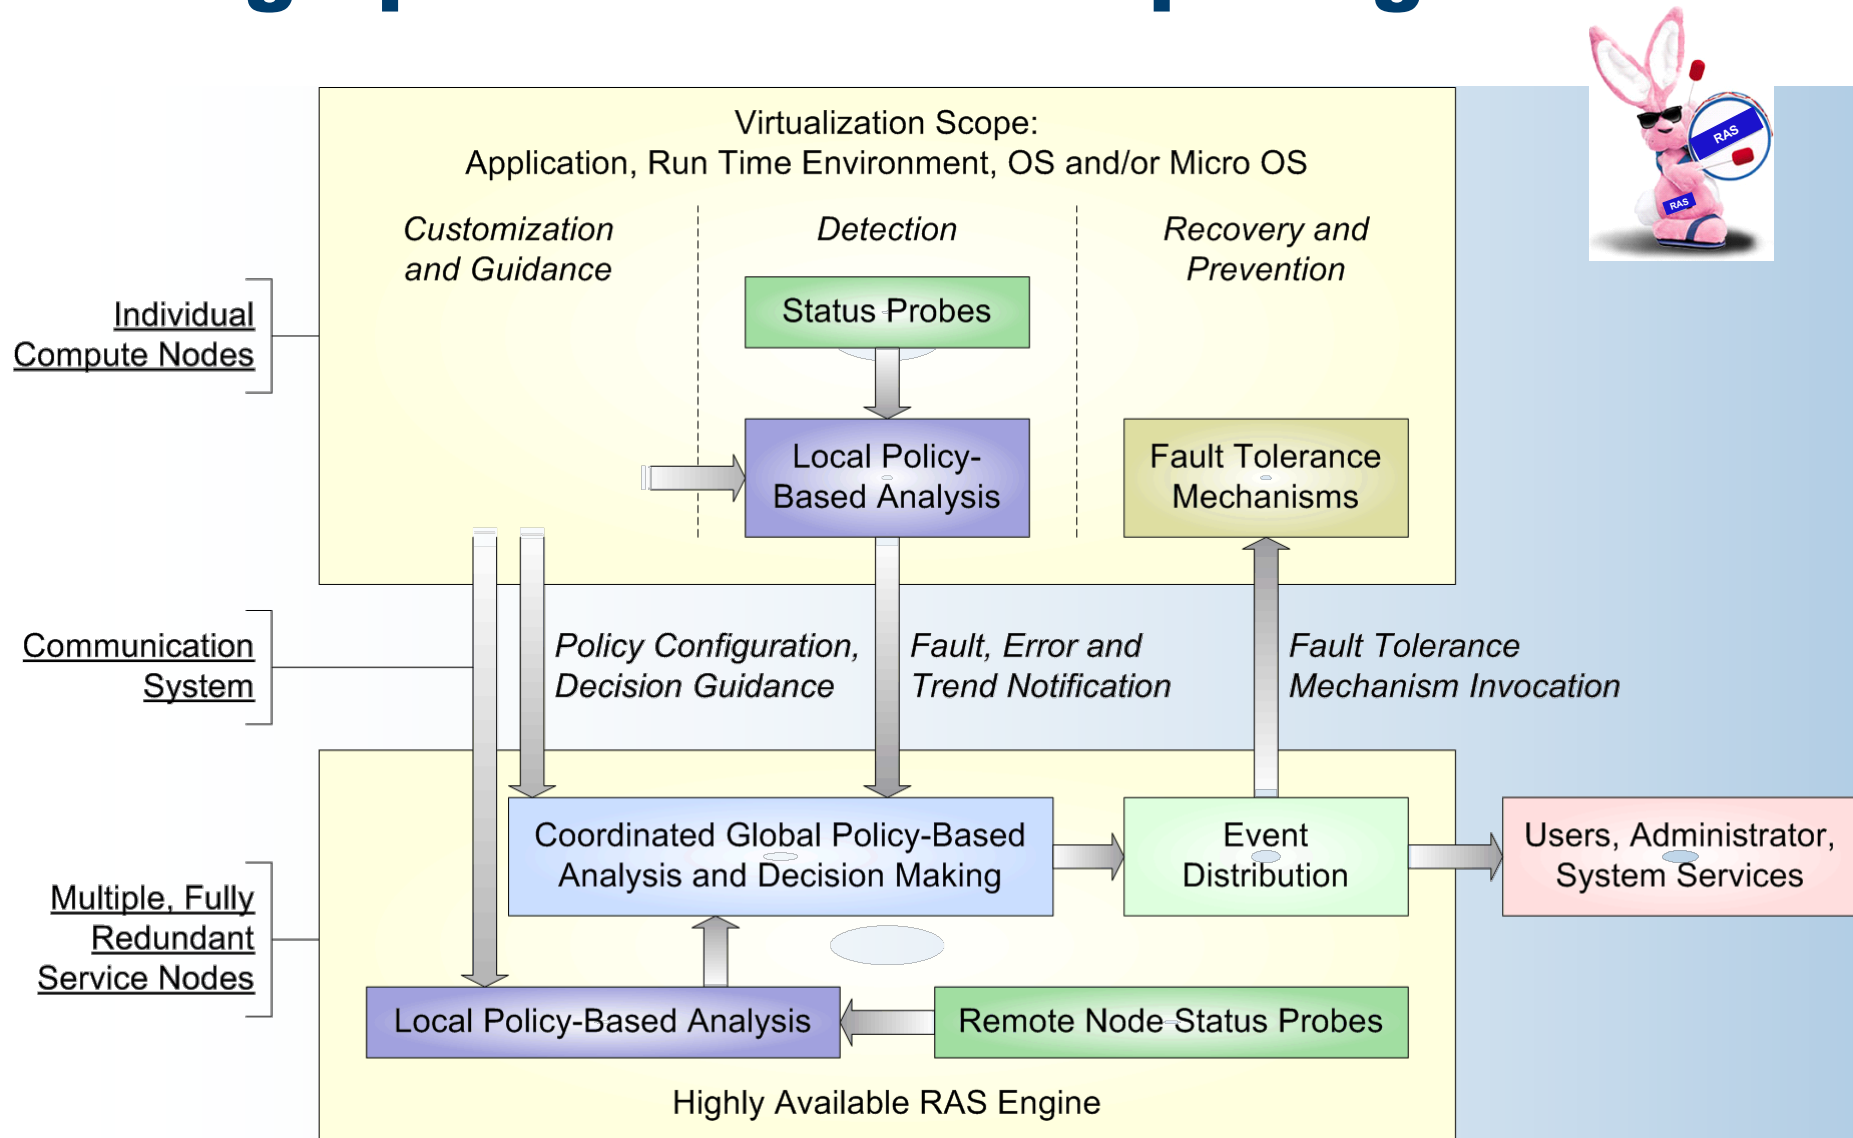 Virtualization Scope:
Application, Run Time Environment, OS and/or Micro OS
Customization
and Guidance
Detection
Recovery and
Prevention
RAS
RAS
Individual
Compute Nodes
Status Probes
Local Policy-
Based Analysis
Fault Tolerance
Mechanisms
Communication
System
Policy Configuration,
Decision Guidance
Fault, Error and
Trend Notification
Fault Tolerance
Mechanism Invocation
Multiple, Fully
Redundant
Service Nodes
Coordinated Global Policy-Based
Analysis and Decision Making
Event
Distribution
Users, Administrator,
System Services
Local Policy-Based Analysis
Remote Node Status Probes
Highly Available RAS Engine